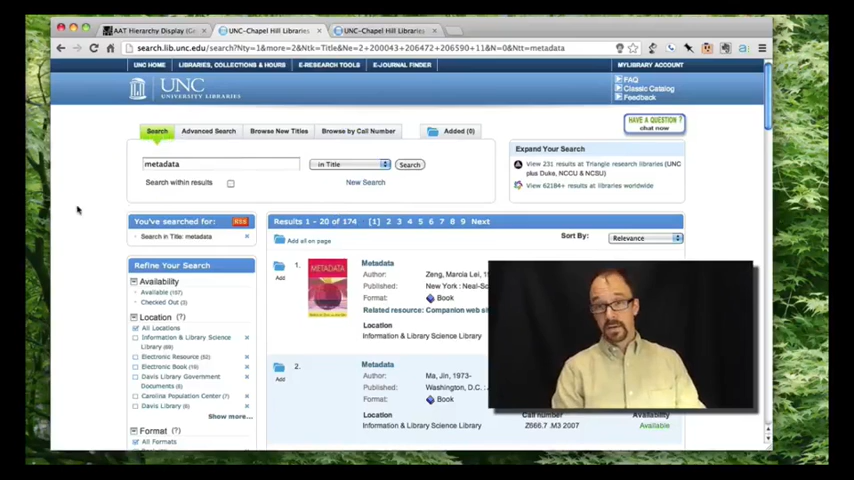 AAT Hierarchy Display (Ge
UNC-Chapel Hill Libraries
UNC-Chapel Hill Libraries
search.lib.unc.edu/search?Nty=1&more=2&Ntk=Title&Ne=2+200043+206472+206590+11&N=0&Ntt=metadata
UNC HOME LIBRARIES, COLLECTIONS & HOURS E-RESEARCH TOOLS E-JOURNAL FINDER MYLIBRARY ACCOUNT
UNC
UNIVERSITY LIBRARIES
FAQ
Classic Catalog
Feedback
HAVE A QUESTION?
chat now
Search Advanced Search Browse New Titles Browse by Call Number Added (0)
metadata in Title Search
Search within results New Search
Expand Your Search
View 231 results at Triangle research libraries (UNC
plus Duke, NCCU & NCSU)
View 62184+ results at libraries worldwide
You've searched for: RSS
Search in Title: metadata
Results 1 - 20 of 174 [1] 2 3 4 5 6 7 8 9 Next
Add all on page Sort By: Relevance
Refine Your Search
Availability
Available (157)
Checked Out (3)
Location (?)
All Locations
Information & Library Science
Library (69)
Electronic Resource (52)
Electronic Book (19)
Davis Library Government
Documents (8)
Carolina Population Center (7)
Davis Library (6)
Show more...
Format (?)
All Formats
1. Metadata
Add
METADATA
Author: Zeng, Marcia Lei, 1
Published: New York : Neal-Sc
Format: Book
Related resource: Companion web sit
Location
Information & Library Science Library
2. Metadata
Add
Author: Ma, Jin, 1973-
Published: Washington, D.C. :
Format: Book
Location Call number Availability
Information & Library Science Library Z666.7 .M3 2007 Available